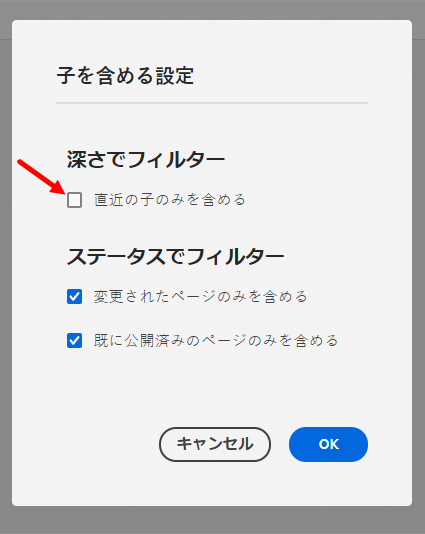 子を含める設定
深さでフィルター
直近の子のみを含める
ステータスでフィルター
変更されたページのみを含める
既に公開済みのページのみを含める
キャンセル
OK